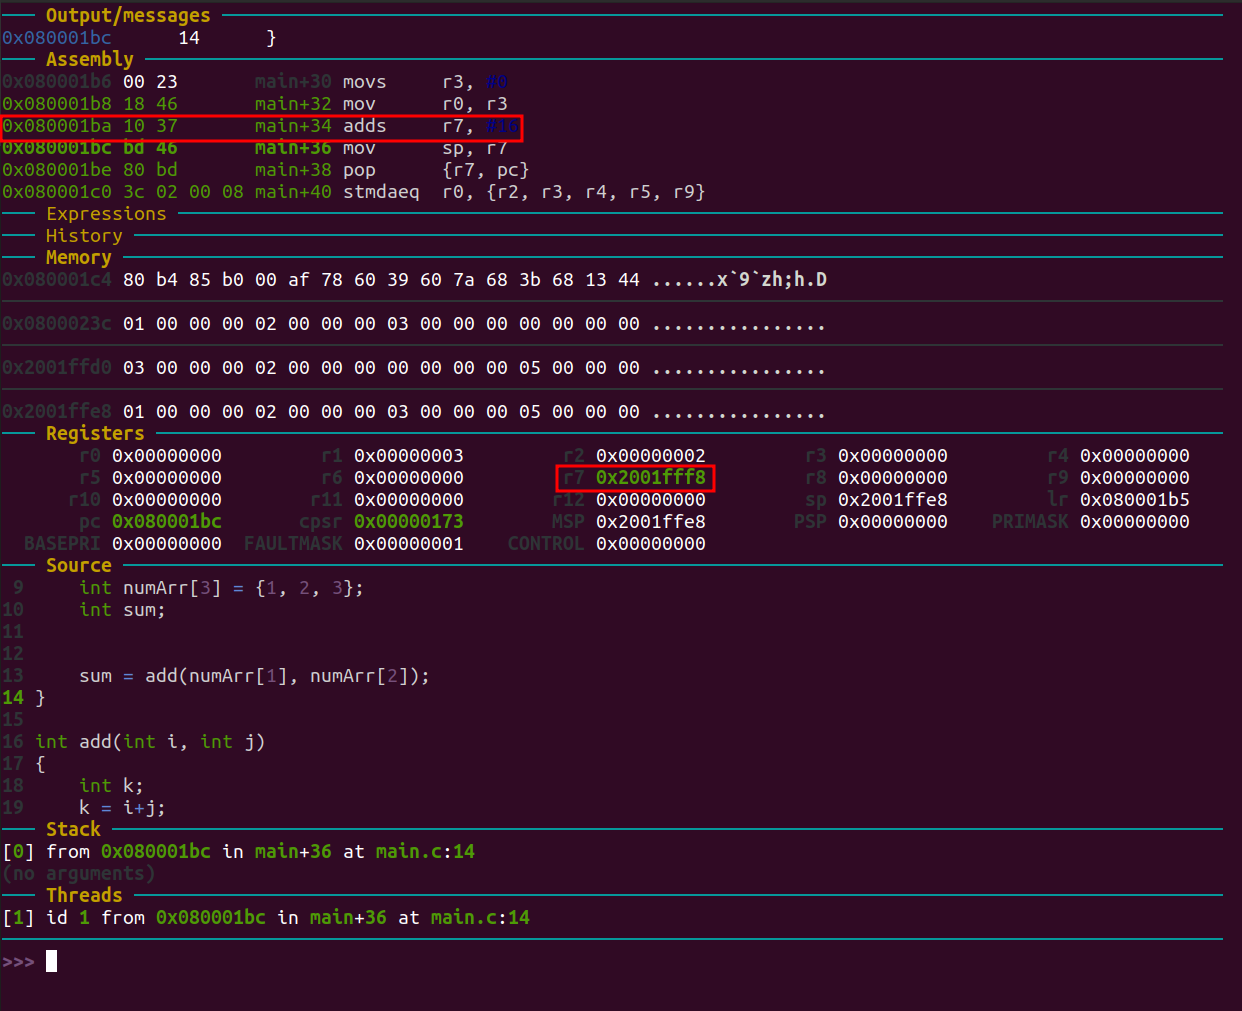 Output/messages
0x080001bc 14 }
Assembly
0x080001b6 00 23 main+30 movs r3, #0
0x080001b8 18 46 main+32 mov r0, r3
0x080001ba 10 37 main+34 adds r7, #16
0x080001bc bd 46 main+36 mov sp, r7
0x080001be 80 bd main+38 pop {r7, pc}
0x080001c0 3c 02 00 08 main+40 stmdaeq r0, {r2, r3, r4, r5, r9}
Expressions
History
Memory
0x080001c4 80 b4 85 b0 00 af 78 60 39 60 7a 68 3b 68 13 44 ......x`9`zh;h.D
0x0800023c 01 00 00 00 02 00 00 00 03 00 00 00 00 00 00 00 ................
0x2001ffd0 03 00 00 00 02 00 00 00 00 00 00 00 05 00 00 00 ................
0x2001ffe8 01 00 00 00 02 00 00 00 03 00 00 00 05 00 00 00 ................
Registers
r0 0x00000000 r1 0x00000003 r2 0x00000002 r3 0x00000000 r4 0x00000000
r5 0x00000000 r6 0x00000000 r7 0x2001fff8 r8 0x00000000 r9 0x00000000
r10 0x00000000 r11 0x00000000 r12 0x00000000 sp 0x2001ffe8 lr 0x080001b5
pc 0x080001bc cpsr 0x00000173 MSP 0x2001ffe8 PSP 0x00000000 PRIMASK 0x00000000
BASEPRI 0x00000000 FAULTMASK 0x00000001 CONTROL 0x00000000
Source
9 int numArr[3] = {1, 2, 3};
10 int sum;
11
12
13 sum = add(numArr[1], numArr[2]);
14 }
15
16 int add(int i, int j)
17 {
18 int k;
19 k = i+j;
Stack
[0] from 0x080001bc in main+36 at main.c:14
(no arguments)
Threads
[1] id 1 from 0x080001bc in main+36 at main.c:14
>>>